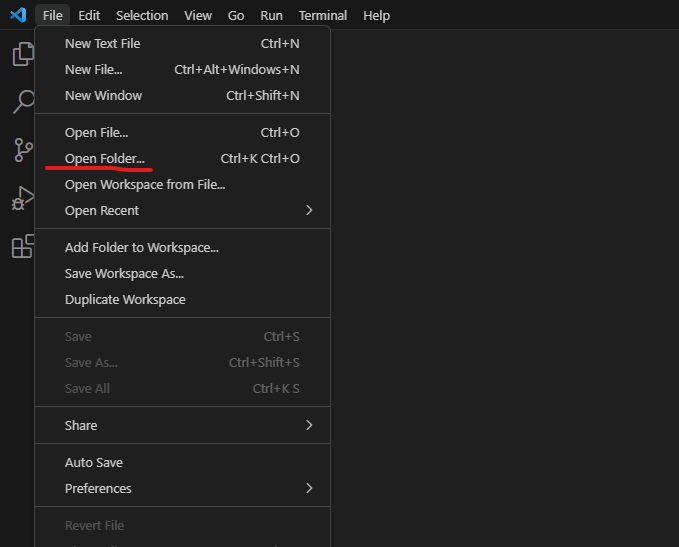 File Edit Selection View Go Run Terminal Help
New Text File Ctrl+N
New File... Ctrl+Alt+Windows+N
New Window Ctrl+Shift+N
Open File... Ctrl+O
Open Folder... Ctrl+K Ctrl+O
Open Workspace from File...
Open Recent
Add Folder to Workspace...
Save Workspace As...
Duplicate Workspace
Save Ctrl+S
Save As... Ctrl+Shift+S
Save All Ctrl+K S
Share
Auto Save
Preferences
Revert File